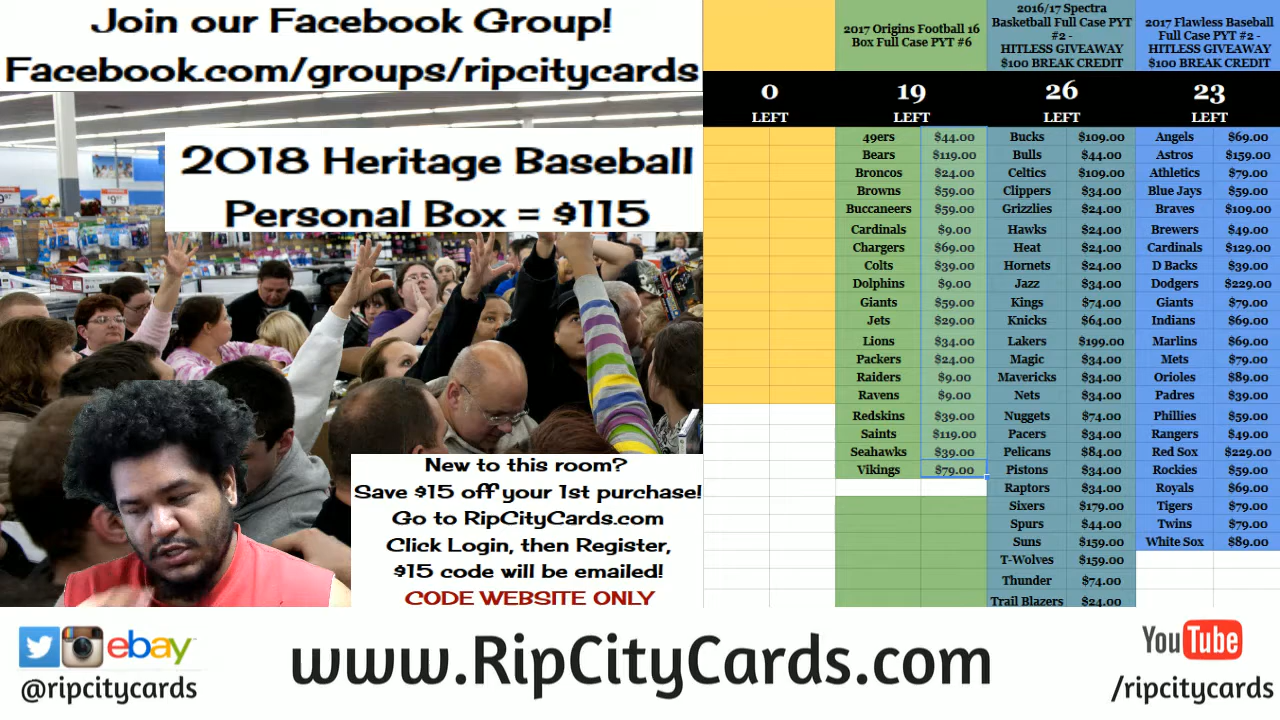 Join our Facebook Group!
Facebook.com/groups/ripcitycards
2018 Heritage Baseball
Personal Box = $115
New to this room?
Save $15 off your 1st purchase!
Go to RipCityCards.com
Click Login, then Register,
$15 code will be emailed!
CODE WEBSITE ONLY
0
LEFT
2017 Origins Football 16
Box Full Case PYT #6
19
LEFT
49ers $44.00
Bears $119.00
Broncos $24.00
Browns $59.00
Buccaneers $59.00
Cardinals $9.00
Chargers $69.00
Colts $39.00
Dolphins $9.00
Giants $59.00
Jets $29.00
Lions $34.00
Packers $24.00
Raiders $9.00
Ravens $9.00
Redskins $39.00
Saints $119.00
Seahawks $39.00
Vikings $79.00
2016/17 Spectra
Basketball Full Case PYT
#2 -
HITLESS GIVEAWAY
$100 BREAK CREDIT
26
LEFT
Bucks $109.00
Bulls $44.00
Celtics $109.00
Clippers $34.00
Grizzlies $24.00
Hawks $24.00
Heat $24.00
Hornets $24.00
Jazz $34.00
Kings $74.00
Knicks $64.00
Lakers $199.00
Magic $34.00
Mavericks $34.00
Nets $34.00
Nuggets $74.00
Pacers $34.00
Pelicans $84.00
Pistons $34.00
Raptors $34.00
Sixers $179.00
Spurs $44.00
Suns $159.00
T-Wolves $159.00
Thunder $74.00
Trail Blazers $24.00
2017 Flawless Baseball
Full Case PYT #2 -
HITLESS GIVEAWAY
$100 BREAK CREDIT
23
LEFT
Angels $69.00
Astros $159.00
Athletics $79.00
Blue Jays $59.00
Braves $109.00
Brewers $49.00
Cardinals $129.00
D Backs $39.00
Dodgers $229.00
Giants $79.00
Indians $69.00
Marlins $69.00
Mets $79.00
Orioles $89.00
Padres $39.00
Phillies $59.00
Rangers $49.00
Red Sox $229.00
Rockies $59.00
Royals $69.00
Tigers $79.00
Twins $79.00
White Sox $89.00
ebay
@ripcitycards
www.RipCityCards.com
YouTube
/ripcitycards